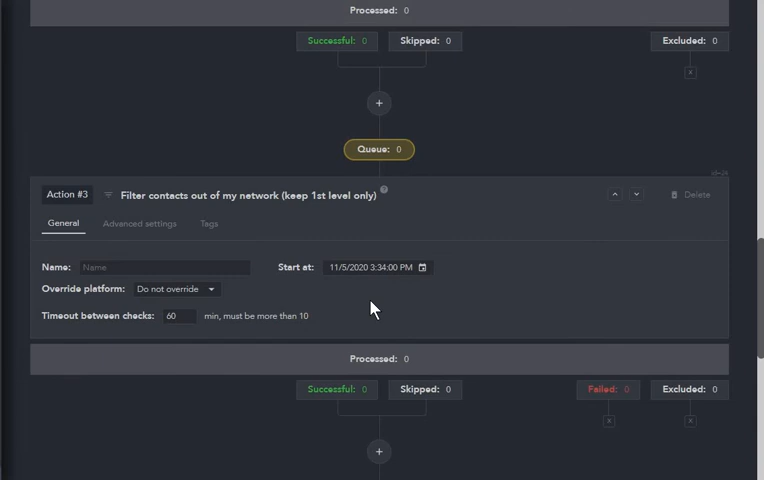 Processed: 0
Successful: 0 Skipped: 0 Excluded: 0
x
+
Queue: 0
Action #3 Filter contacts out of my network (keep 1st level only) ? Delete
General Advanced settings Tags
Name: Name Start at: 11/5/2020 3:34:00 PM
Override platform: Do not override
Timeout between checks: 60 min, must be more than 10
Processed: 0
Successful: 0 Skipped: 0 Failed: 0 Excluded: 0
x x
+